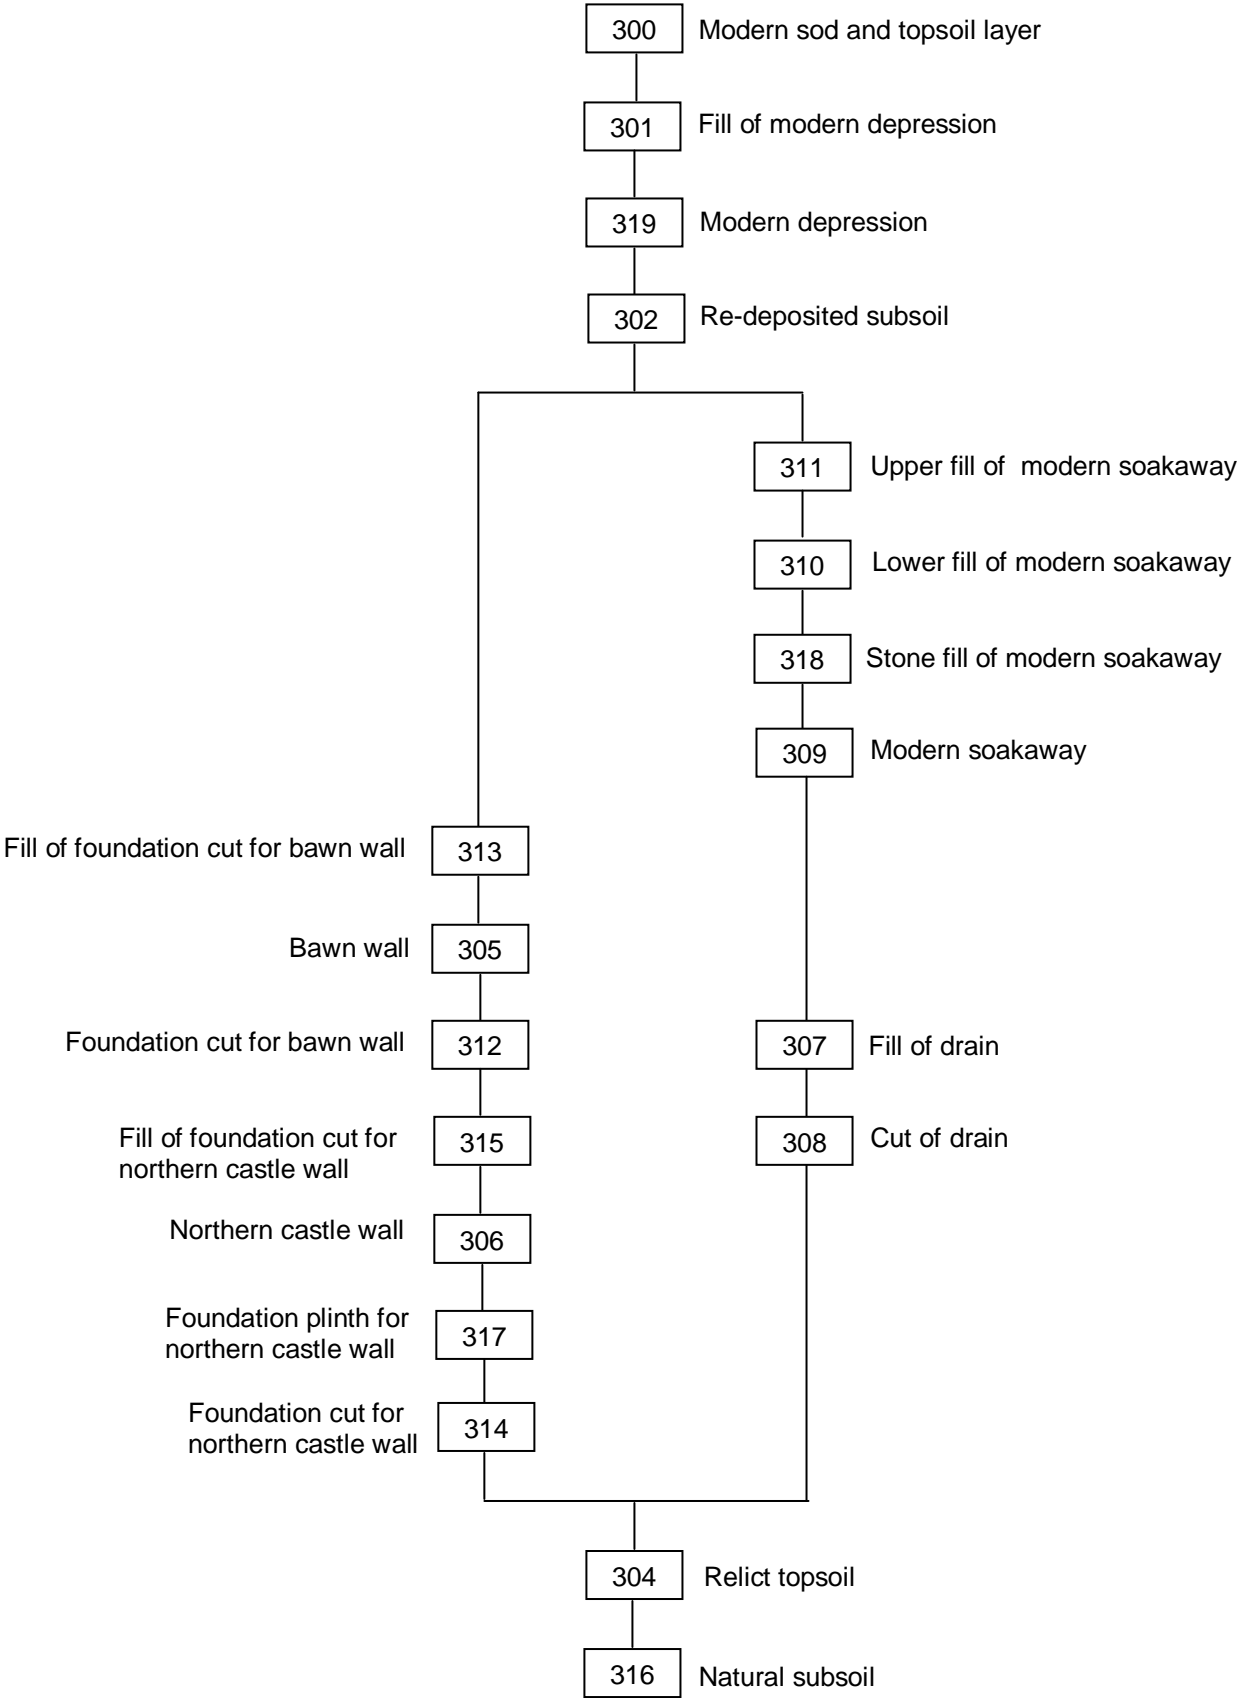 300 Modern sod and topsoil layer
301 Fill of modern depression
319 Modern depression
302 Re-deposited subsoil
311 Upper fill of modern soakaway
310 Lower fill of modern soakaway
318 Stone fill of modern soakaway
309 Modern soakaway
Fill of foundation cut for bawn wall 313
Bawn wall 305
Foundation cut for bawn wall 312
307 Fill of drain
Fill of foundation cut for
northern castle wall
315
308 Cut of drain
Northern castle wall 306
Foundation plinth for
northern castle wall
317
Foundation cut for
northern castle wall
314
304 Relict topsoil
316 Natural subsoil